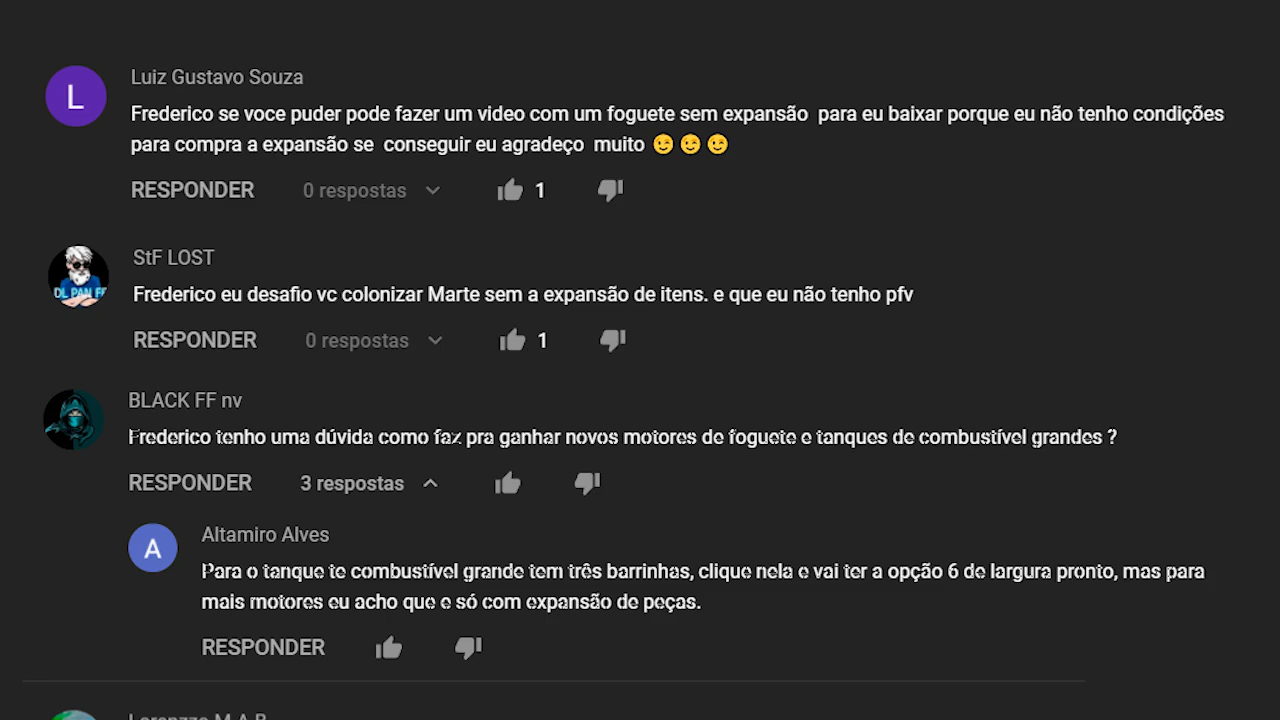 L
Luiz Gustavo Souza
Frederico se voce puder pode fazer um video com um foguete sem expansão para eu baixar porque eu não tenho condições
para compra a expansão se conseguir eu agradeço muito 😉 😉 😉
RESPONDER 0 respostas 1
StF LOST
DL PAN FF
Frederico eu desafio vc colonizar Marte sem a expansão de itens. e que eu não tenho pfv
RESPONDER 0 respostas 1
BLACK FF nv
Frederico tenho uma dúvida como faz pra ganhar novos motores de foguete e tanques de combustível grandes ?
RESPONDER 3 respostas
A
Altamiro Alves
Para o tanque te combustível grande tem três barrinhas, clique nela e vai ter a opção 6 de largura pronto, mas para
mais motores eu acho que e só com expansão de peças.
RESPONDER